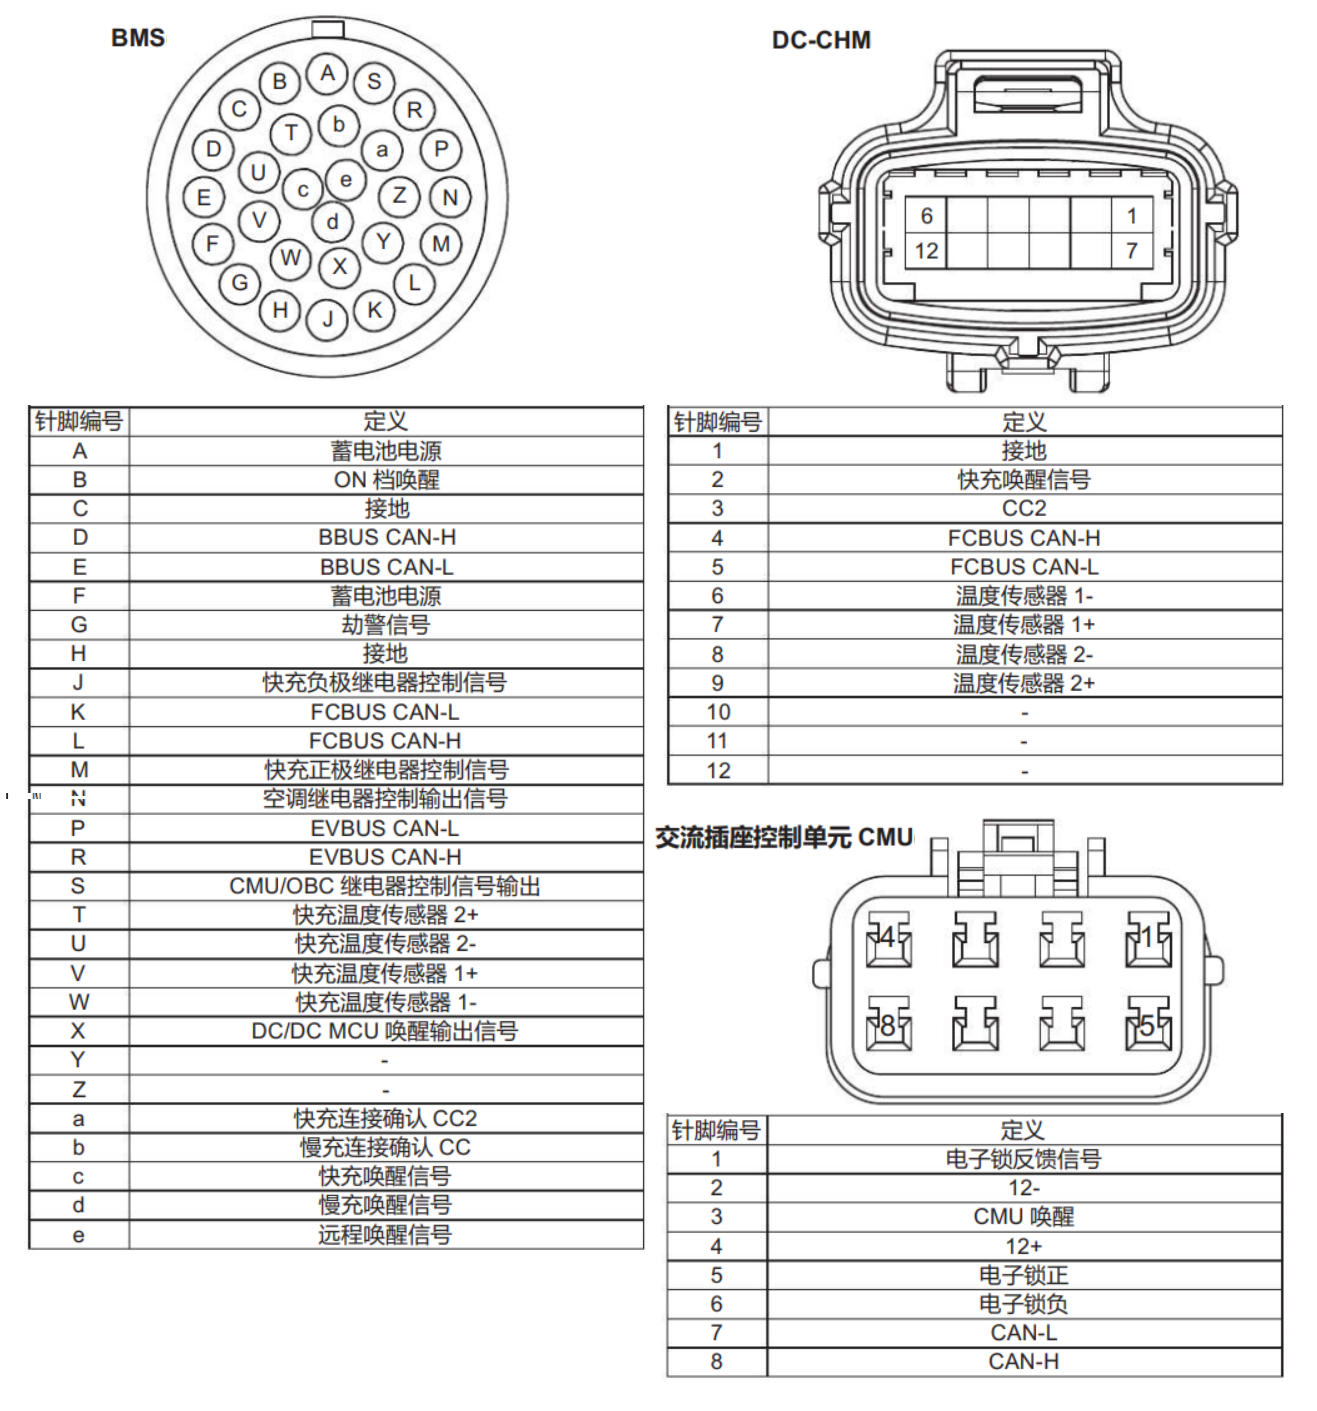 BMS
A
B
S
C
R
T
b
D
a
P
U
c
e
E
Z
N
V
d
F
Y
M
W
X
G
L
H
J
K
针脚编号 定义
A 蓄电池电源
B ON 档唤醒
C 接地
D BBUS CAN-H
E BBUS CAN-L
F 蓄电池电源
G 劫警信号
H 接地
J 快充负极继电器控制信号
K FCBUS CAN-L
L FCBUS CAN-H
M 快充正极继电器控制信号
N 空调继电器控制输出信号
P EVBUS CAN-L
R EVBUS CAN-H
S CMU/OBC 继电器控制信号输出
T 快充温度传感器 2+
U 快充温度传感器 2-
V 快充温度传感器 1+
W 快充温度传感器 1-
X DC/DC MCU 唤醒输出信号
Y -
Z -
a 快充连接确认 CC2
b 慢充连接确认 CC
c 快充唤醒信号
d 慢充唤醒信号
e 远程唤醒信号
DC-CHM
6 1
12 7
针脚编号 定义
1 接地
2 快充唤醒信号
3 CC2
4 FCBUS CAN-H
5 FCBUS CAN-L
6 温度传感器 1-
7 温度传感器 1+
8 温度传感器 2-
9 温度传感器 2+
10 -
11 -
12 -
交流插座控制单元 CMU
4 1
8 5
针脚编号 定义
1 电子锁反馈信号
2 12-
3 CMU 唤醒
4 12+
5 电子锁正
6 电子锁负
7 CAN-L
8 CAN-H